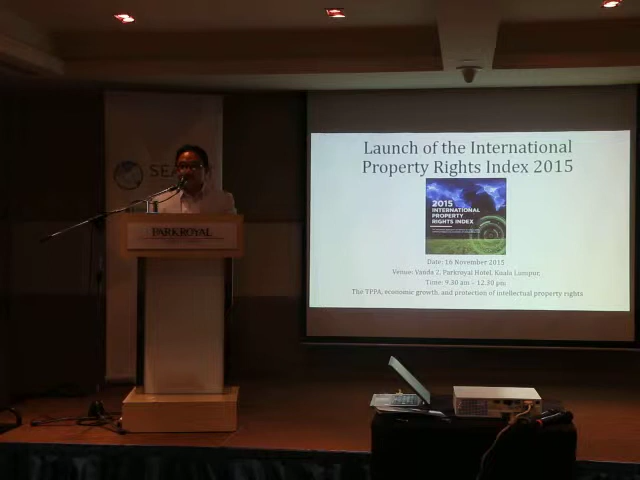 SEA
PARKROYAL
Launch of the International
Property Rights Index 2015
2015
INTERNATIONAL
PROPERTY
RIGHTS INDEX
Date: 16 November 2015
Venue: Vanda 2, Parkroyal Hotel, Kuala Lumpur,
Time: 9.30 am – 12.30 pm
The TPPA, economic growth, and protection of intellectual property rights